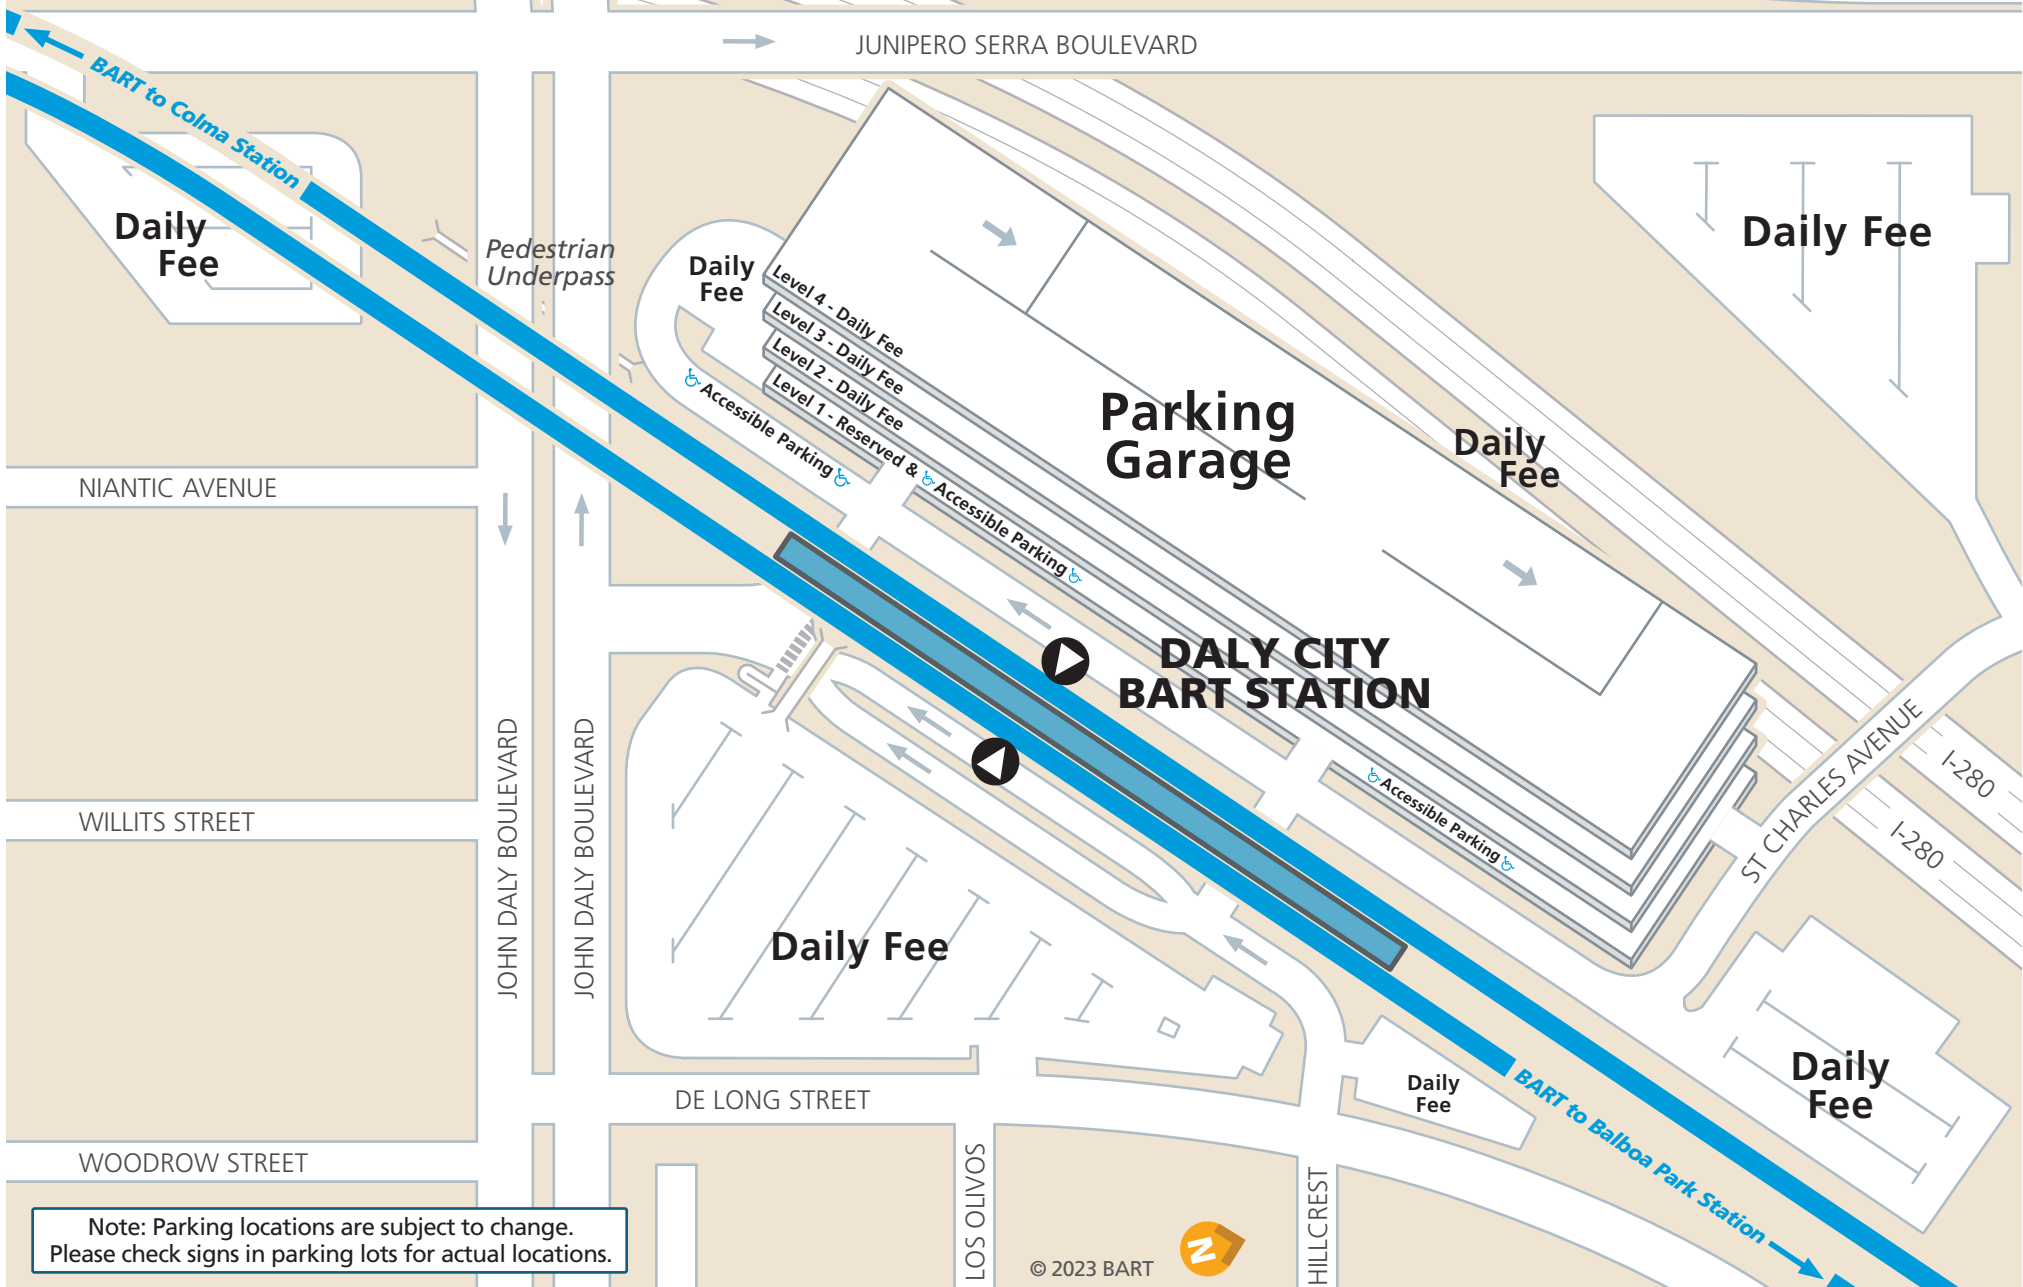 JUNIPERO SERRA BOULEVARD
BART to Colma Station
Daily
Fee
Pedestrian
Underpass
Daily
Fee
Daily Fee
Level 4 - Daily Fee
Level 3 - Daily Fee
Level 2 - Daily Fee
Level 1 - Reserved & Accessible Parking
Accessible Parking
Parking
Garage
Daily
Fee
NIANTIC AVENUE
DALY CITY
BART STATION
Accessible Parking
ST CHARLES AVENUE
I-280
I-280
WILLITS STREET
JOHN DALY BOULEVARD
JOHN DALY BOULEVARD
Daily Fee
Daily
Fee
Daily
Fee
BART to Balboa Park Station
DE LONG STREET
WOODROW STREET
LOS OLIVOS
HILLCREST
Note: Parking locations are subject to change.
Please check signs in parking lots for actual locations.
© 2023 BART
N